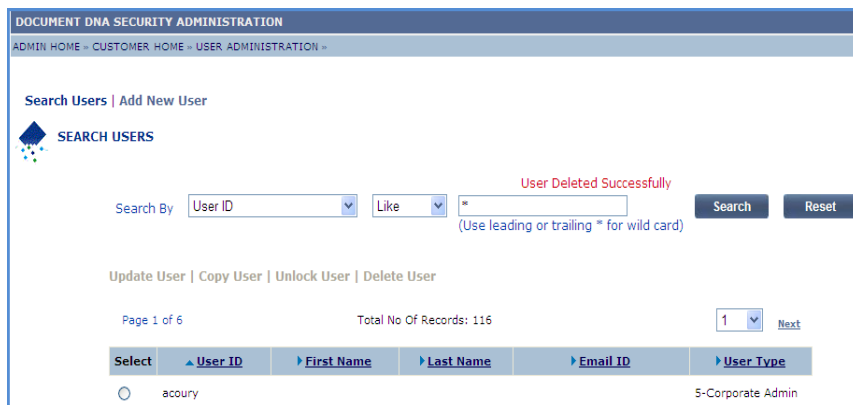 DOCUMENT DNA SECURITY ADMINISTRATION
ADMIN HOME » CUSTOMER HOME » USER ADMINISTRATION »
Search Users | Add New User
SEARCH USERS
User Deleted Successfully
Search By User ID Like * Search Reset
(Use leading or trailing * for wild card)
Update User | Copy User | Unlock User | Delete User
Page 1 of 6 Total No Of Records: 116 1 Next
Select User ID First Name Last Name Email ID User Type
acoury 5-Corporate Admin